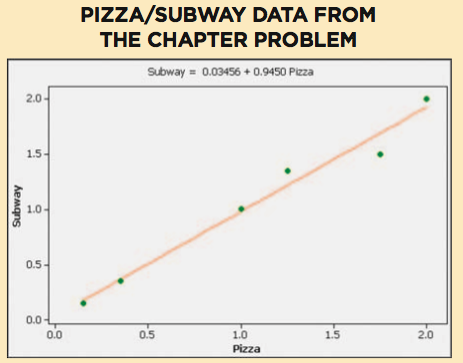 PIZZA/SUBWAY DATA FROM
THE CHAPTER PROBLEM
Subway = 0.03456 + 0.9450 Pizza
2.0
1.5
1.0
0.5
0.0
Subway
0.0 0.5 1.0 1.5 2.0
Pizza